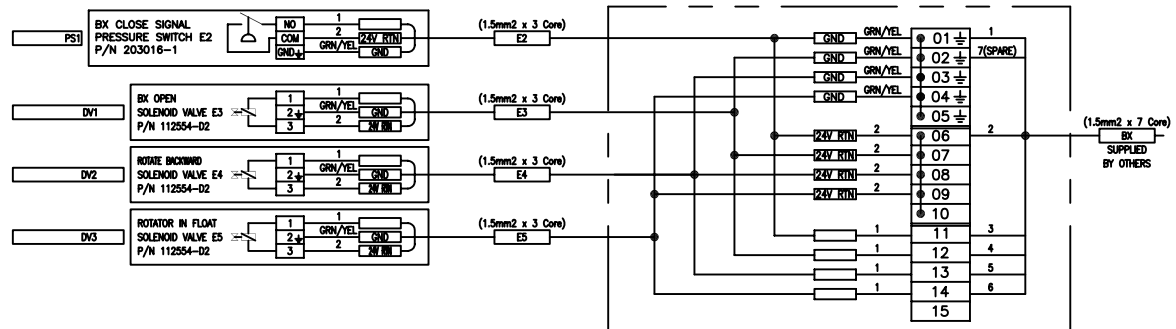 PS1
BX CLOSE SIGNAL
PRESSURE SWITCH E2
P/N 203016-1
NO
COM
GND
1
2
GRN/YEL
24V RTN
GND
(1.5mm2 x 3 Core)
E2
DV1
BX OPEN
SOLENOID VALVE E3
P/N 112554-D2
1
2
3
1
GRN/YEL
2
GND
24V RTN
(1.5mm2 x 3 Core)
E3
DV2
ROTATE BACKWARD
SOLENOID VALVE E4
P/N 112554-D2
1
2
3
1
GRN/YEL
2
GND
24V RTN
(1.5mm2 x 3 Core)
E4
DV3
ROTATOR IN FLOAT
SOLENOID VALVE E5
P/N 112554-D2
1
2
3
1
GRN/YEL
2
GND
24V RTN
(1.5mm2 x 3 Core)
E5
GND GRN/YEL 01 1
GND GRN/YEL 02 7(SPARE)
GND GRN/YEL 03
GND GRN/YEL 04
05
24V RTN 2 06 2
24V RTN 2 07
24V RTN 2 08
24V RTN 2 09
10
11 3
1 12 4
1 13 5
1 14 6
1 15
(1.5mm2 x 7 Core)
BX
SUPPLIED
BY OTHERS